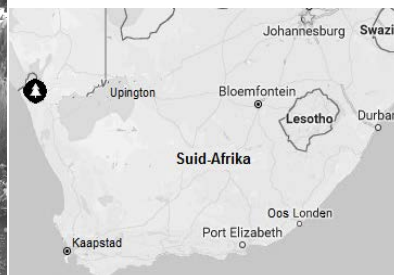 Johannesburg
Swazi
Upington
Bloemfontein
Lesotho
Durban
Suid-Afrika
Oos Londen
Kaapstad
Port Elizabeth